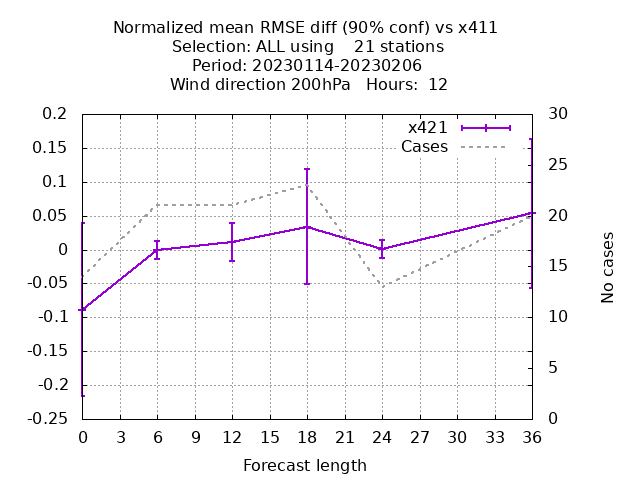 Normalized mean RMSE diff (90% conf) vs x411
Selection: ALL using    21 stations
Period: 20230114-20230206
Wind direction 200hPa   Hours:  12
x421
Cases
0.2
0.15
0.1
0.05
0
-0.05
-0.1
-0.15
-0.2
-0.25
30
25
20
15
10
5
0
No cases
0 3 6 9 12 15 18 21 24 27 30 33 36
Forecast length